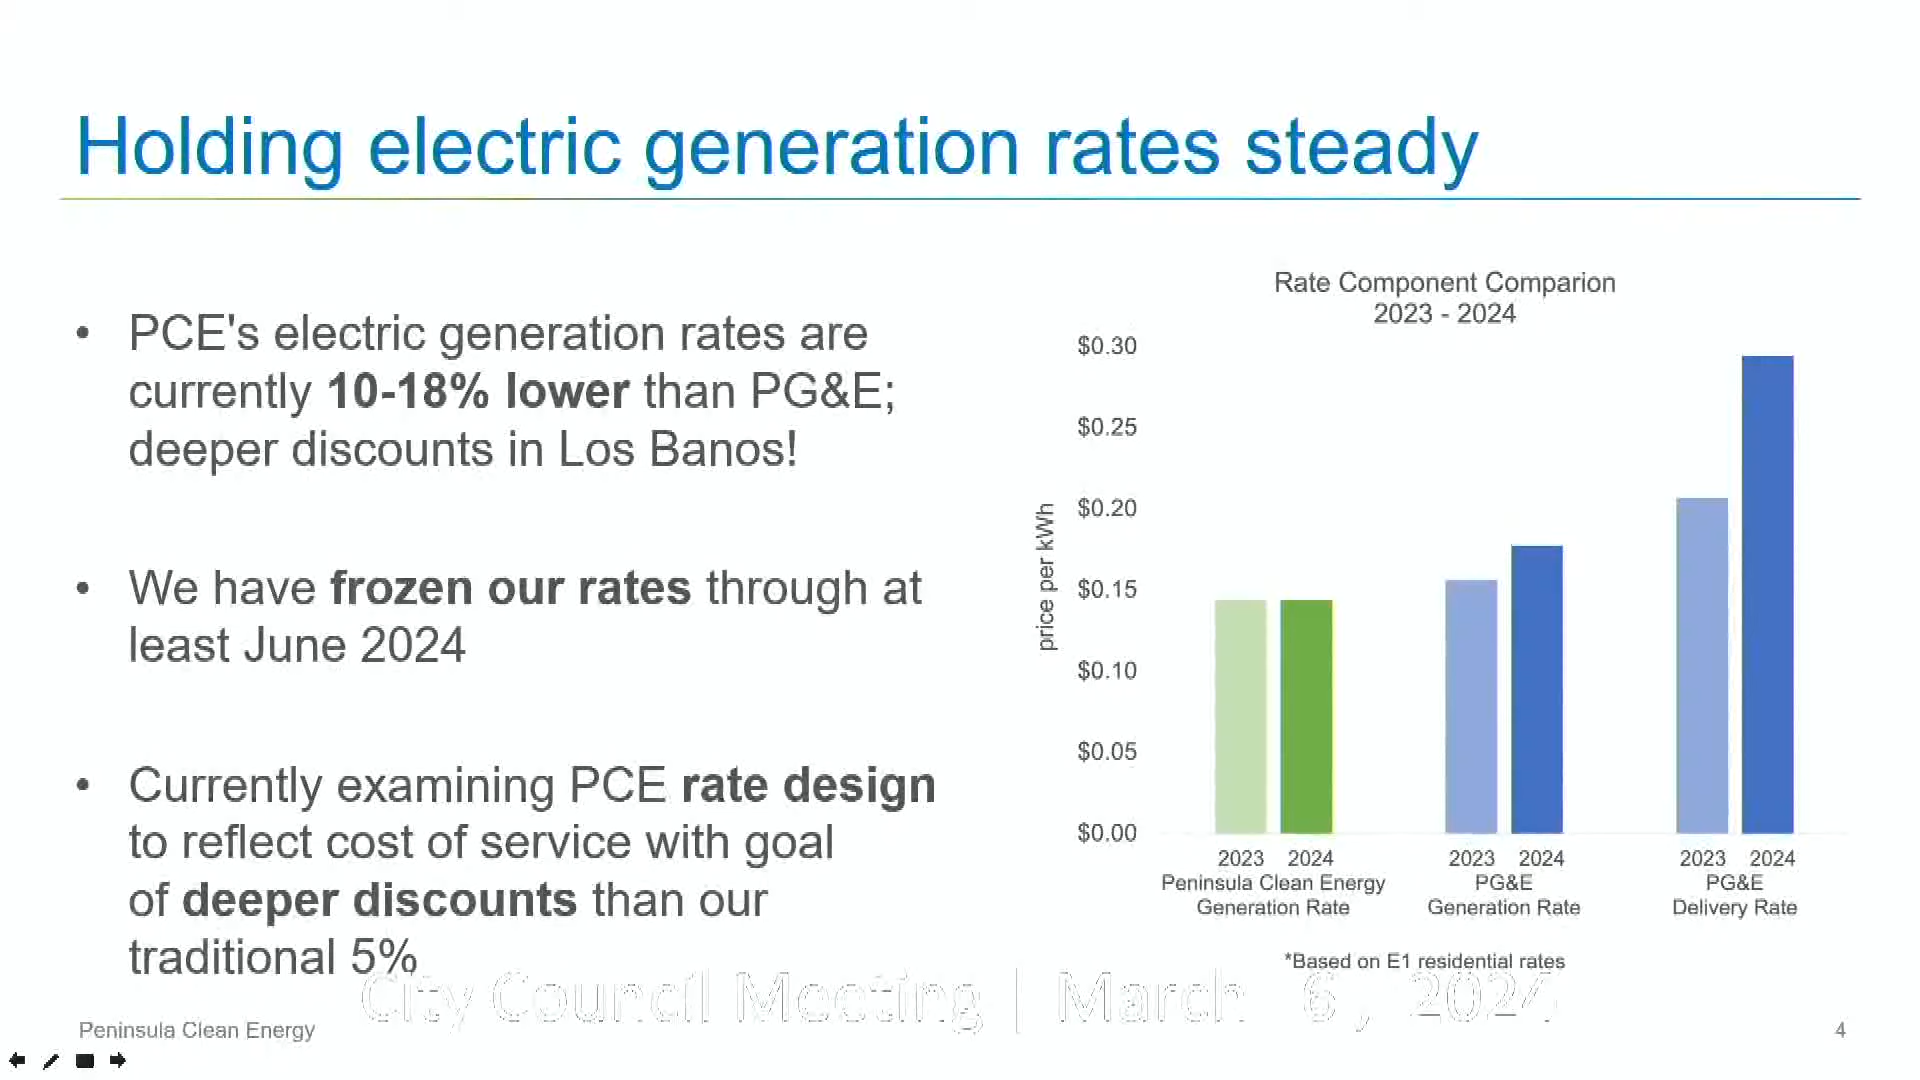 Holding electric generation rates steady
• PCE's electric generation rates are
currently 10-18% lower than PG&E;
deeper discounts in Los Banos!
• We have frozen our rates through at
least June 2024
• Currently examining PCE rate design
to reflect cost of service with goal
of deeper discounts than our
traditional 5%
Rate Component Comparion
2023 - 2024
price per kWh
$0.30
$0.25
$0.20
$0.15
$0.10
$0.05
$0.00
2023 2024
Peninsula Clean Energy
Generation Rate
2023 2024
PG&E
Generation Rate
2023 2024
PG&E
Delivery Rate
*Based on E1 residential rates
City Council Meeting | March 6, 2024
Peninsula Clean Energy
4